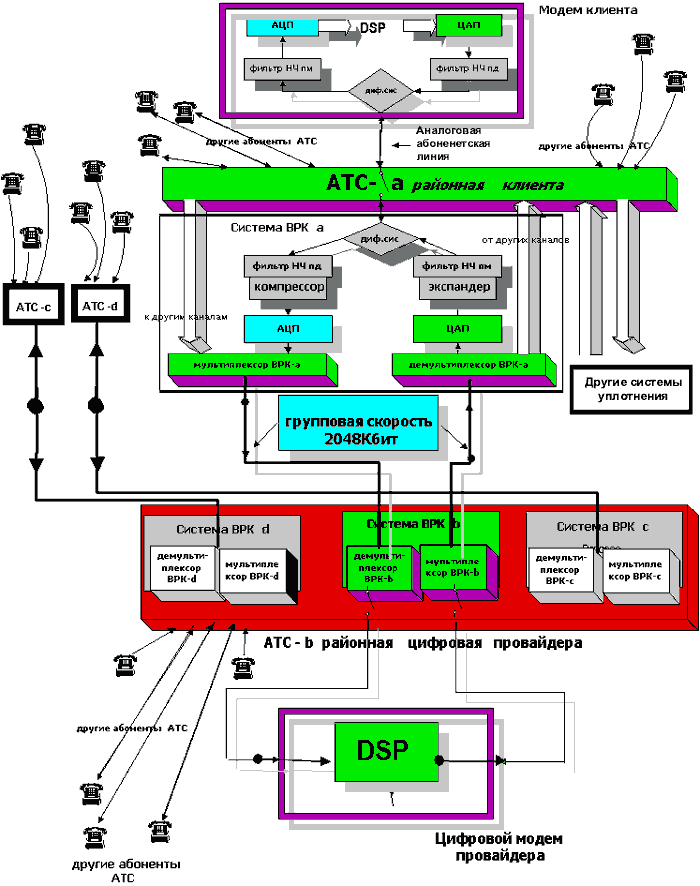 Модем клиента
АЦП
DSP
ЦАП
фильтр НЧ пм
фильтр НЧ пд
диф.сис
другие абоненты АТС
Аналоговая
абоненетская
линия
другие абоненты АТС
АТС- а районная клиента
Система ВРК а
диф.сис
от других каналов
фильтр НЧ пд
компрессор
фильтр НЧ пм
экспандер
АТС-с
АТС-d
к другим каналам
АЦП
ЦАП
мультиплексор ВРК-а
демультиплексор ВРК-а
Другие системы
уплотнения
групповая скорость
2048Кбит
Система ВРК d
Система ВРК b
Система ВРК с
демульти-
плексор
ВРК-d
мультипле
ксор ВРК-d
демульти-
плексор
ВРК-b
мультипле
ксор ВРК-b
демульти-
плексор
ВРК-с
мультипле
ксор ВРК-с
АТС- b районная цифровая провайдера
другие абоненты АТС
DSP
Цифровой модем
провайдера
другие абоненты
АТС